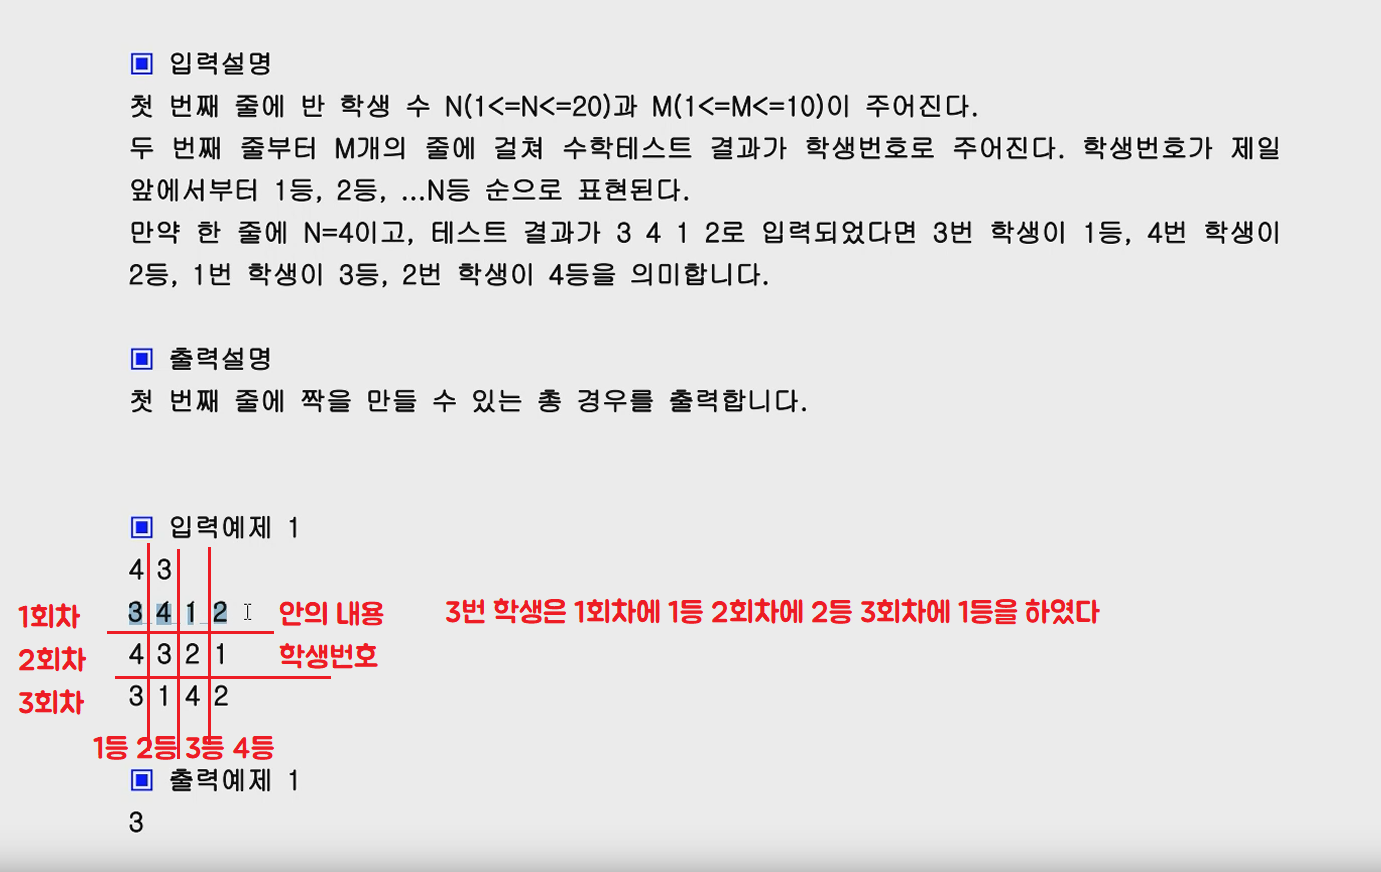 ▣ 입력설명
첫 번째 줄에 반 학생 수 N(1<=N<=20)과 M(1<=M<=10)이 주어진다.
두 번째 줄부터 M개의 줄에 걸쳐 수학테스트 결과가 학생번호로 주어진다. 학생번호가 제일
앞에서부터 1등, 2등, ...N등 순으로 표현된다.
만약 한 줄에 N=4이고, 테스트 결과가 3 4 1 2로 입력되었다면 3번 학생이 1등, 4번 학생이
2등, 1번 학생이 3등, 2번 학생이 4등을 의미합니다.
▣ 출력설명
첫 번째 줄에 짝을 만들 수 있는 총 경우를 출력합니다.
▣ 입력예제 1
4 3
1회차 3 4 1 2 안의 내용 3번 학생은 1회차에 1등 2회차에 2등 3회차에 1등을 하였다
2회차 4 3 2 1 학생번호
3회차 3 1 4 2
1등 2등 3등 4등
▣ 출력예제 1
3